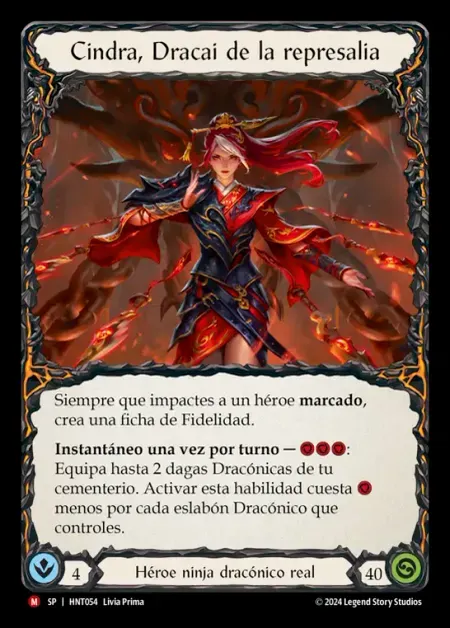 Cindra, Dracai de la represalia
Siempre que impactes a un héroe marcado,
crea una ficha de Fidelidad.
Instantáneo una vez por turno — :
Equipa hasta 2 dagas Dracónicas de tu
cementerio. Activar esta habilidad cuesta
menos por cada eslabón Dracónico que
controles.
4
Héroe ninja dracónico real
40
M SP | HNT054 Livia Prima
© 2024 Legend Story Studios